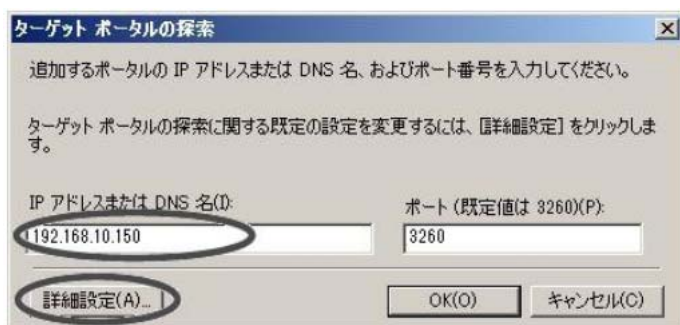 ターゲット ポータルの探索
追加するポータルの IP アドレスまたは DNS 名、およびポート番号を入力してください。
ターゲット ポータルの探索に関する既定の設定を変更するには、[詳細設定] をクリックしま
す。
IP アドレスまたは DNS 名(I):
ポート (既定値は 3260)(P):
192.168.10.150
3260
詳細設定(A)...
OK(O)
キャンセル(C)